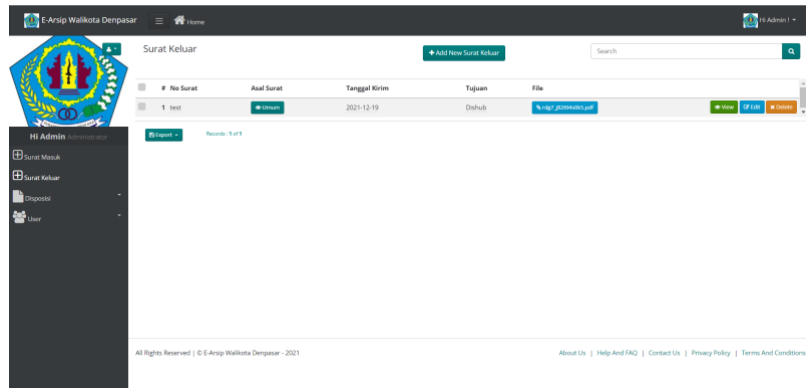 E-Arsip Walikota Denpasar
Home
Hi Admin !
Surat Keluar
Add New Surat Keluar
Search
# No Surat Asal Surat Tanggal Kirim Tujuan File
1 test Umum 2021-12-19 Dishub View Edit Delete
Export
Records : 1 of 1
Hi Admin Administrator
Surat Masuk
Surat Keluar
Disposisi
User
All Rights Reserved | © E-Arsip Walikota Denpasar - 2021
About Us | Help And FAQ | Contact Us | Privacy Policy | Terms And Conditions